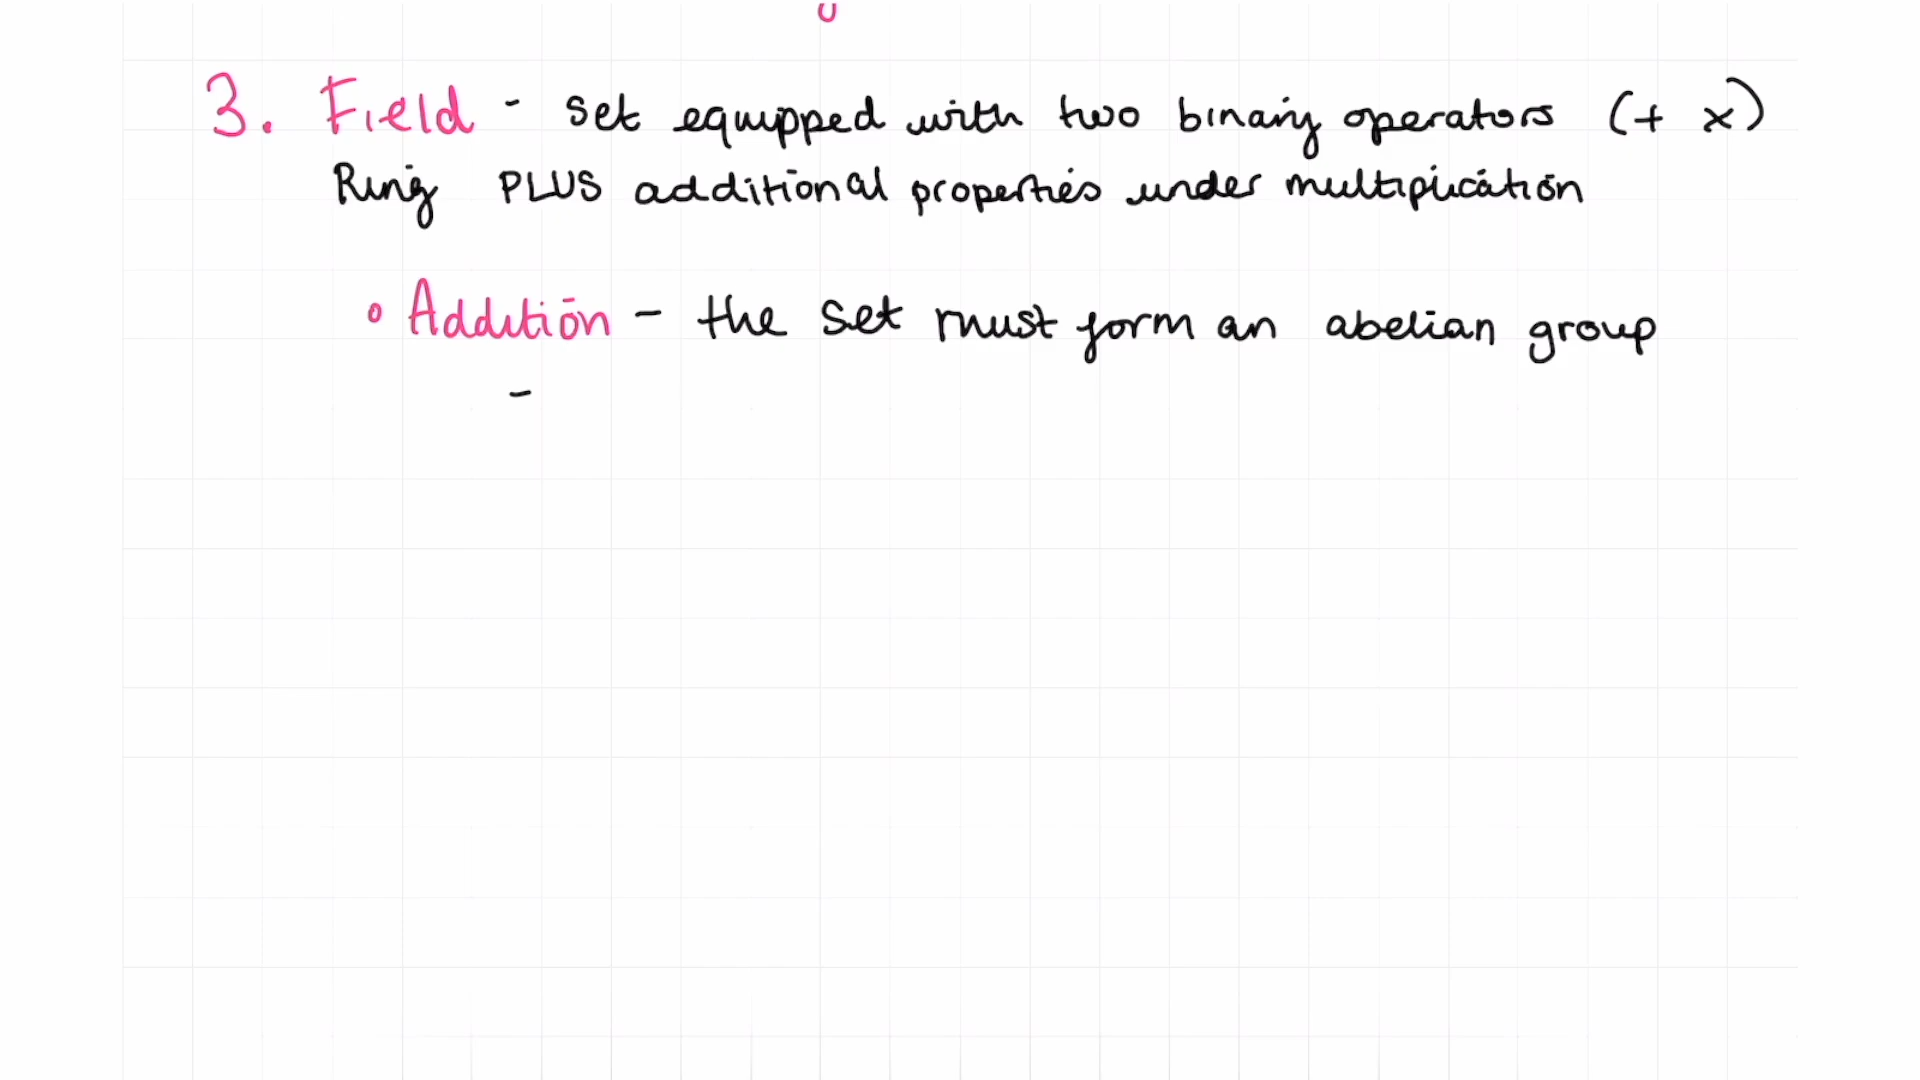 3. Field - set equipped with two binary operators (+ ×)
Ring PLUS additional properties under multiplication
• Addition - the set must form an abelian group
-